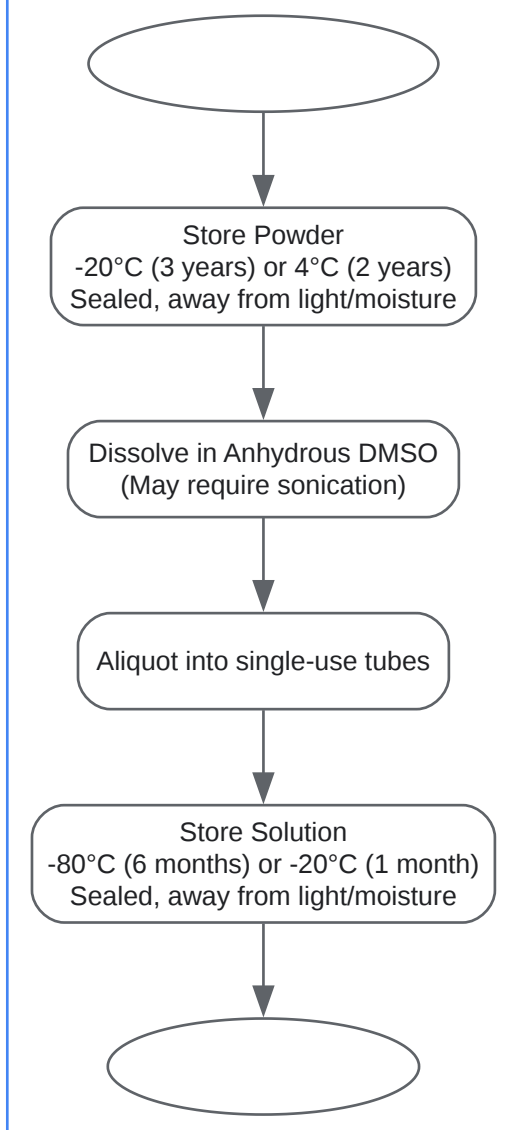 Store Powder
-20°C (3 years) or 4°C (2 years)
Sealed, away from light/moisture
Dissolve in Anhydrous DMSO
(May require sonication)
Aliquot into single-use tubes
Store Solution
-80°C (6 months) or -20°C (1 month)
Sealed, away from light/moisture